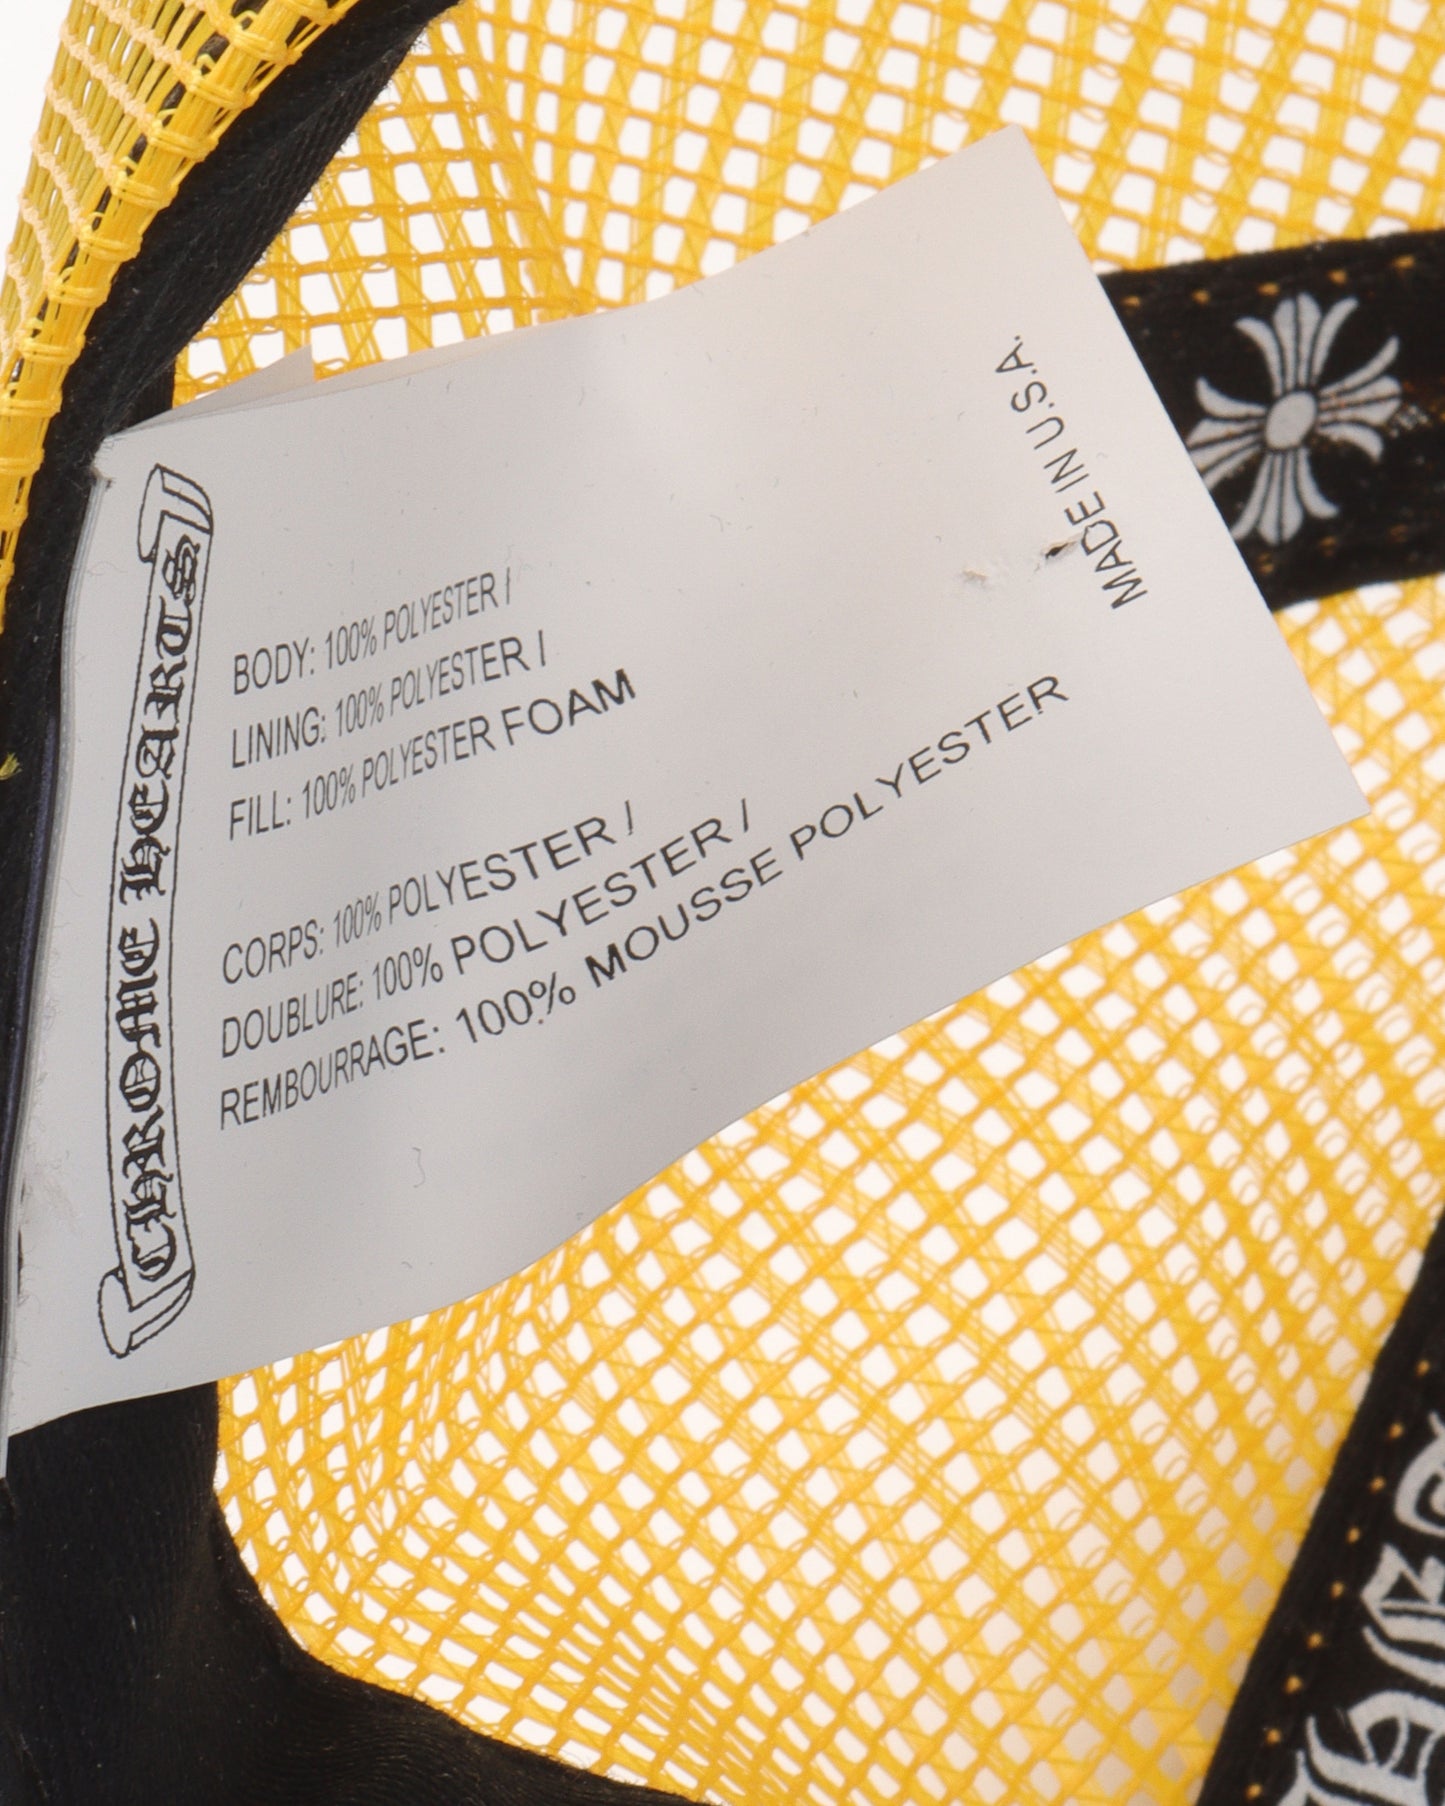 CHROME HEARTS
BODY: 100% POLYESTER /
LINING: 100% POLYESTER /
FILL: 100% POLYESTER FOAM
CORPS: 100% POLYESTER /
DOUBLURE: 100% POLYESTER /
REMBOURRAGE: 100% MOUSSE POLYESTER
MADE IN U.S.A.